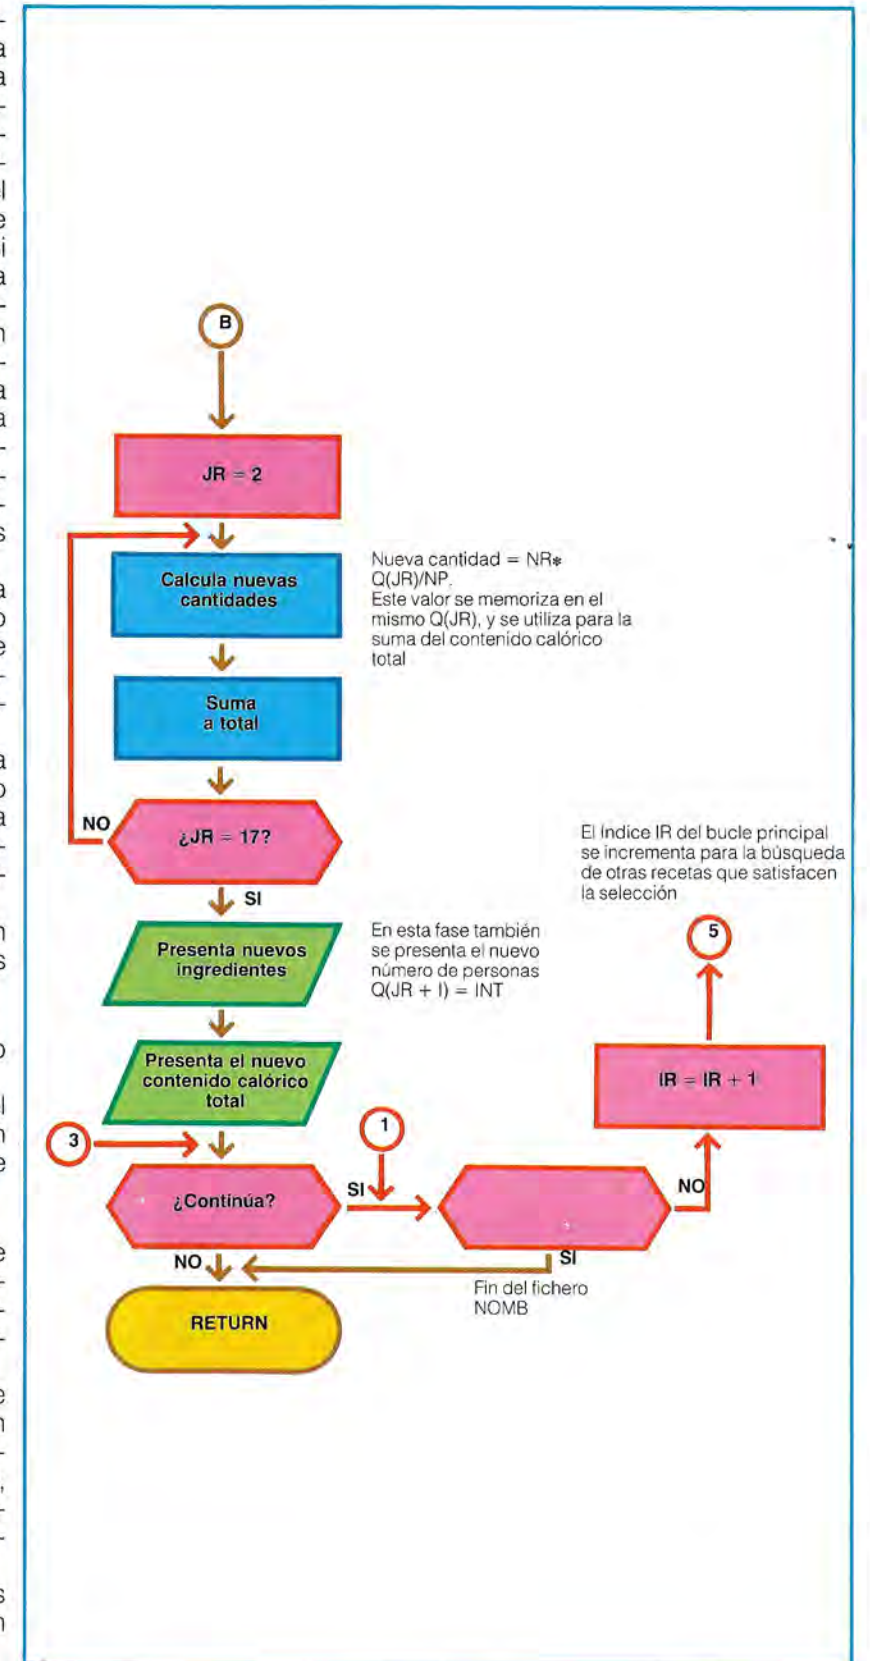 B
JR = 2
Calcula nuevas
cantidades
Nueva cantidad = NR*
Q(JR)/NP.
Este valor se memoriza en el
mismo Q(JR), y se utiliza para la
suma del contenido calórico
total
Suma
a total
NO
¿JR = 17?
SI
El índice IR del bucle principal
se incrementa para la búsqueda
de otras recetas que satisfacen
la selección
5
Presenta nuevos
ingredientes
En esta fase también
se presenta el nuevo
número de personas
Q(JR + I) = INT
Presenta el nuevo
contenido calórico
total
IR = IR + 1
3
1
¿Continúa?
SI
NO
NO
SI
Fin del fichero
NOMB
RETURN